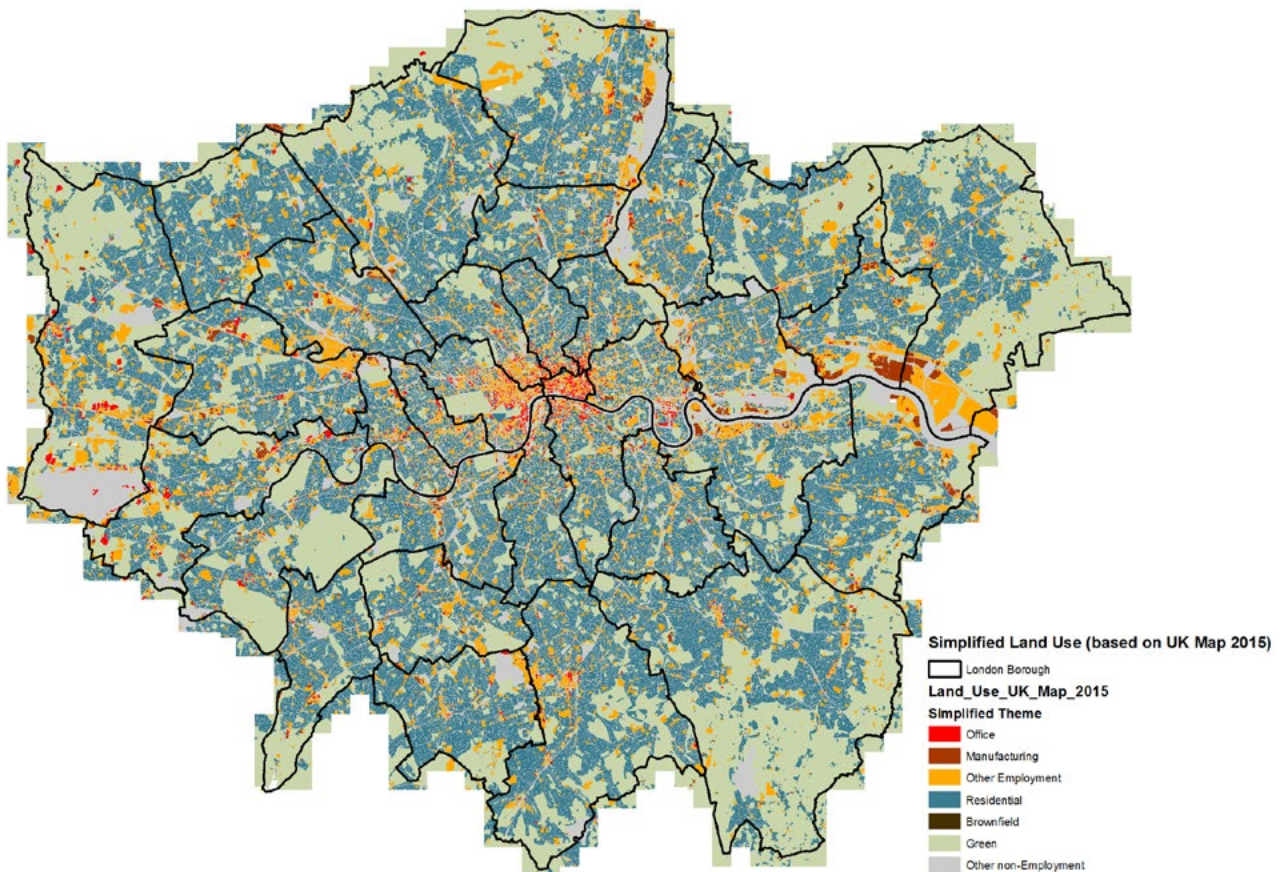 Simplified Land Use (based on UK Map 2015)
London Borough
Land_Use_UK_Map_2015
Simplified Theme
Office
Manufacturing
Other Employment
Residential
Brownfield
Green
Other non-Employment